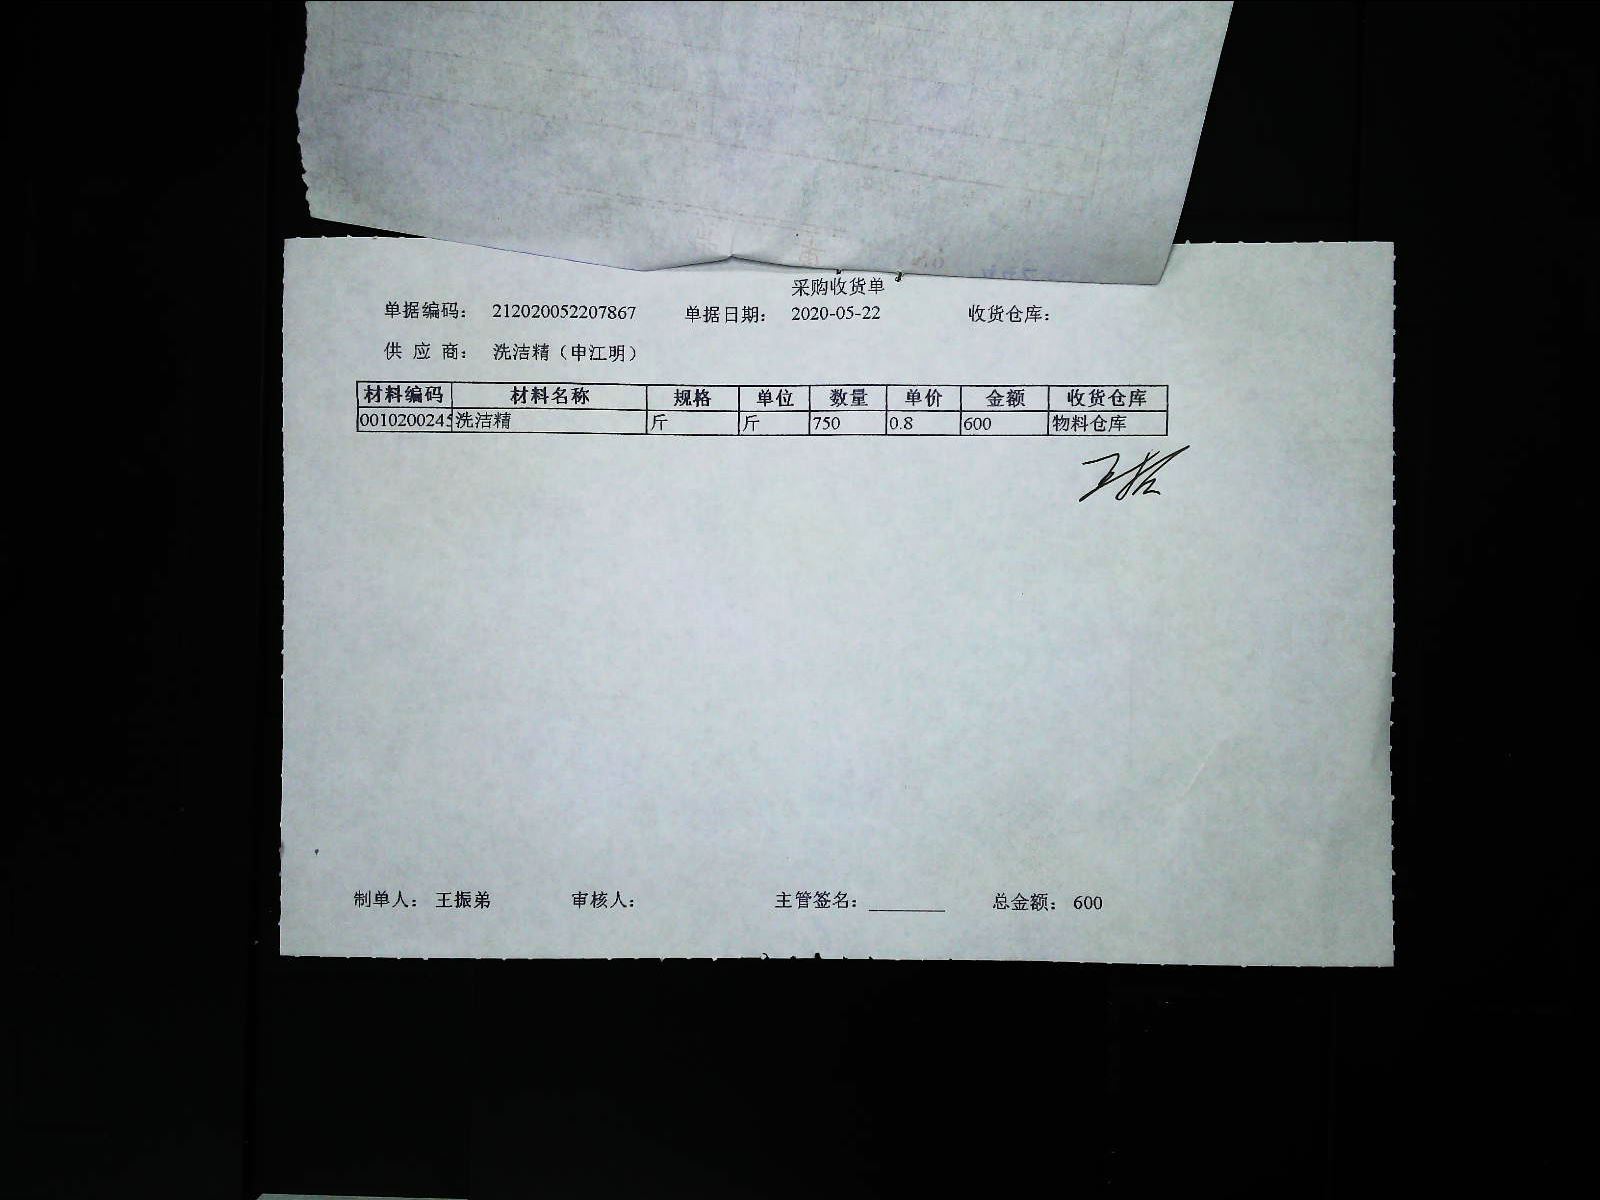 采购收货单
单据编码： 212020052207867 单据日期： 2020-05-22 收货仓库：
供 应 商： 洗洁精（申江明）
材料编码 材料名称 规格 单位 数量 单价 金额 收货仓库
0010200245 洗洁精 斤 斤 750 0.8 600 物料仓库
制单人： 王振弟 审核人： 主管签名： 总金额： 600